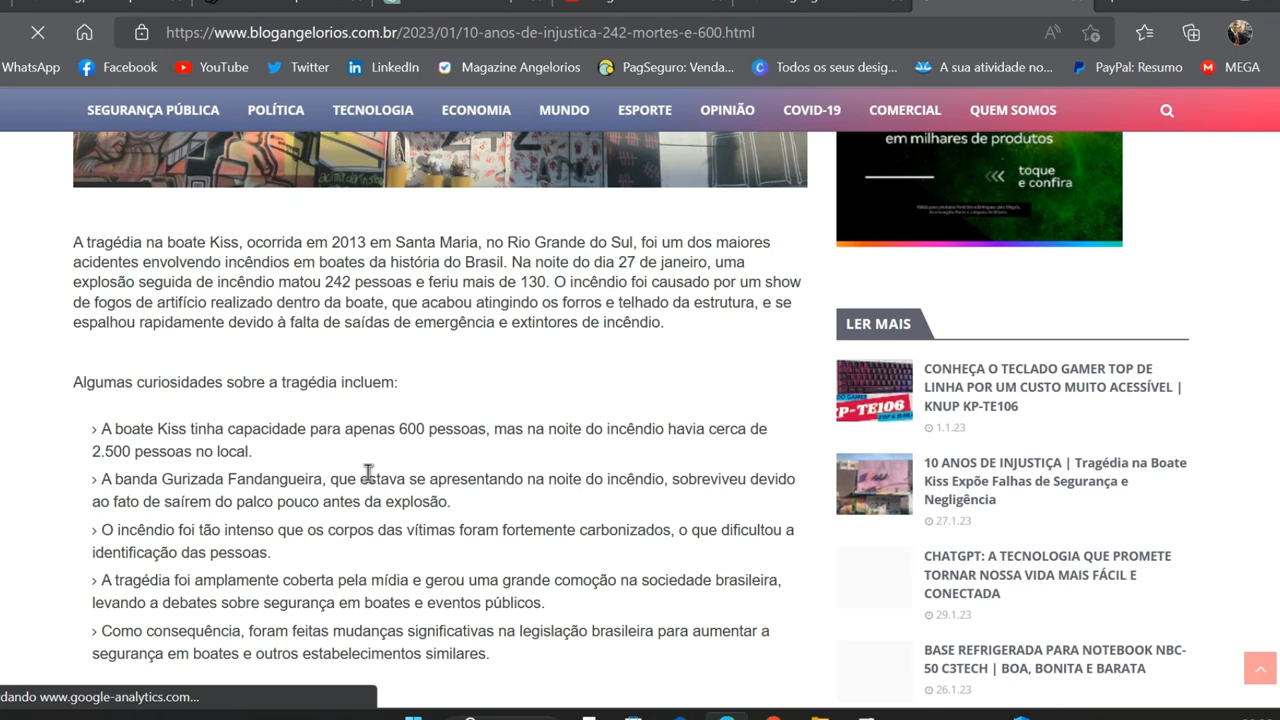 https://www.blogangelorios.com.br/2023/01/10-anos-de-injustica-242-mortes-e-600.html
WhatsApp Facebook YouTube Twitter LinkedIn Magazine Angelorios PagSeguro: Venda... Todos os seus desig... A sua atividade no... PayPal: Resumo MEGA
SEGURANÇA PÚBLICA POLÍTICA TECNOLOGIA ECONOMIA MUNDO ESPORTE OPINIÃO COVID-19 COMERCIAL QUEM SOMOS
em milhares de produtos
toque
e confira
A tragédia na boate Kiss, ocorrida em 2013 em Santa Maria, no Rio Grande do Sul, foi um dos maiores
acidentes envolvendo incêndios em boates da história do Brasil. Na noite do dia 27 de janeiro, uma
explosão seguida de incêndio matou 242 pessoas e feriu mais de 130. O incêndio foi causado por um show
de fogos de artifício realizado dentro da boate, que acabou atingindo os forros e telhado da estrutura, e se
espalhou rapidamente devido à falta de saídas de emergência e extintores de incêndio.
Algumas curiosidades sobre a tragédia incluem:
› A boate Kiss tinha capacidade para apenas 600 pessoas, mas na noite do incêndio havia cerca de
2.500 pessoas no local.
› A banda Gurizada Fandangueira, que estava se apresentando na noite do incêndio, sobreviveu devido
ao fato de saírem do palco pouco antes da explosão.
› O incêndio foi tão intenso que os corpos das vítimas foram fortemente carbonizados, o que dificultou a
identificação das pessoas.
› A tragédia foi amplamente coberta pela mídia e gerou uma grande comoção na sociedade brasileira,
levando a debates sobre segurança em boates e eventos públicos.
› Como consequência, foram feitas mudanças significativas na legislação brasileira para aumentar a
segurança em boates e outros estabelecimentos similares.
LER MAIS
CONHEÇA O TECLADO GAMER TOP DE
LINHA POR UM CUSTO MUITO ACESSÍVEL |
KNUP KP-TE106
1.1.23
10 ANOS DE INJUSTIÇA | Tragédia na Boate
Kiss Expõe Falhas de Segurança e
Negligência
27.1.23
CHATGPT: A TECNOLOGIA QUE PROMETE
TORNAR NOSSA VIDA MAIS FÁCIL E
CONECTADA
29.1.23
BASE REFRIGERADA PARA NOTEBOOK NBC-
50 C3TECH | BOA, BONITA E BARATA
26.1.23
dando www.google-analytics.com...